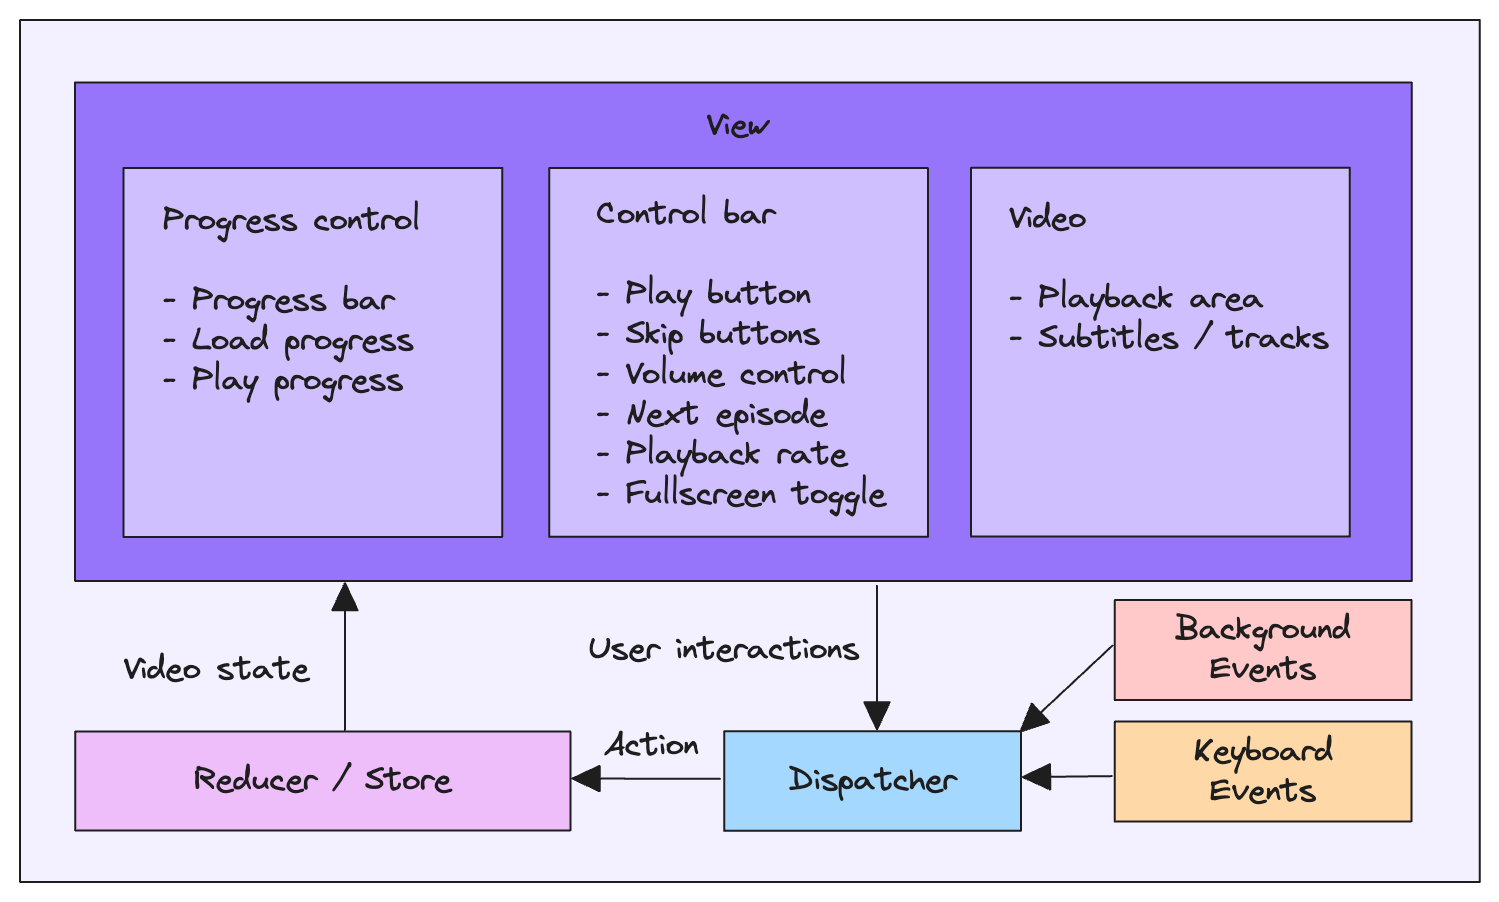 View
Progress control
- Progress bar
- Load progress
- Play progress
Control bar
- Play button
- Skip buttons
- Volume control
- Next episode
- Playback rate
- Fullscreen toggle
Video
- Playback area
- Subtitles / tracks
Video state
User interactions
Background
Events
Reducer / Store
Action
Dispatcher
Keyboard
Events